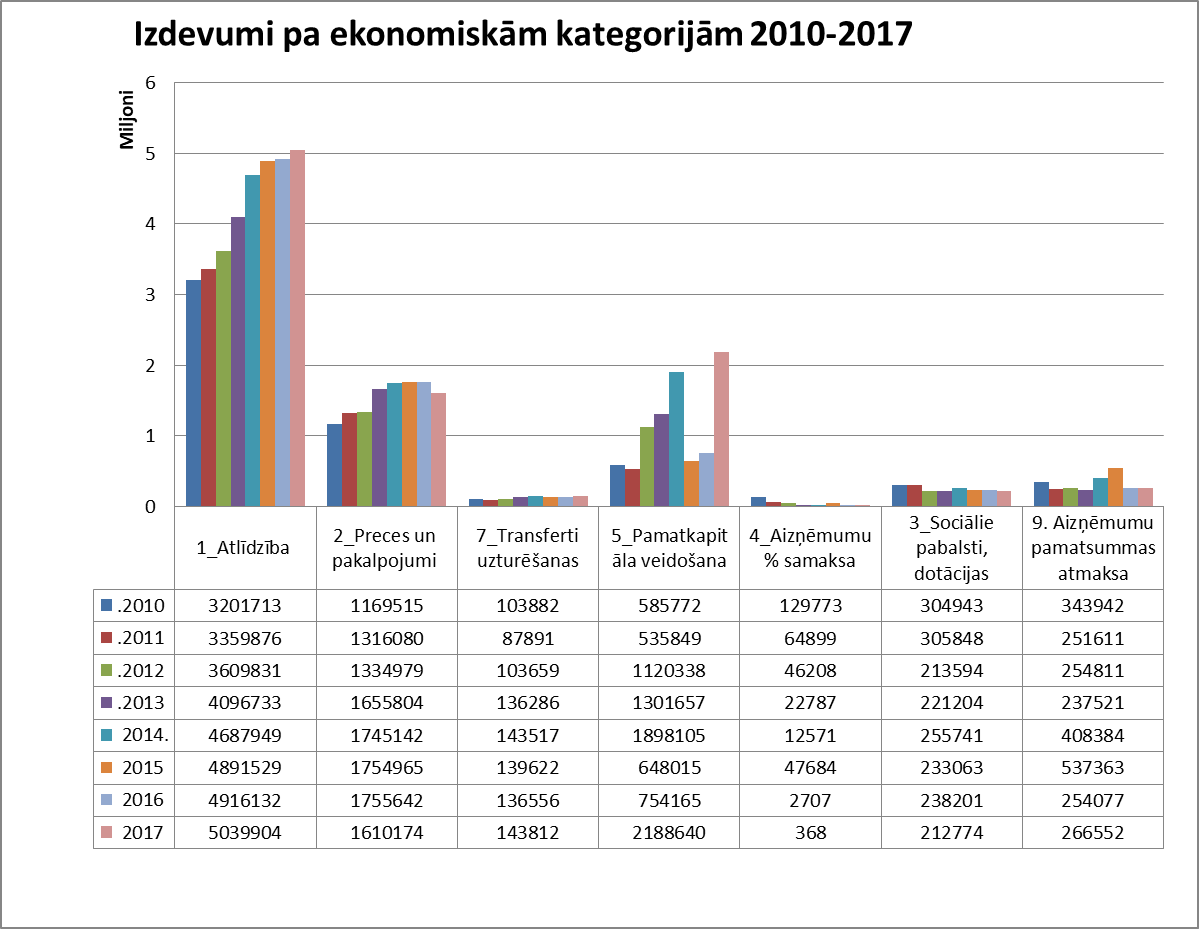 Izdevumi pa ekonomiskām kategorijām 2010-2017
Miljoni
6
5
4
3
2
1
0
1_Atlīdzība
2_Preces un
pakalpojumi
7_Transferti
uzturēšanas
5_Pamatkapit
āla veidošana
4_Aizņēmumu
% samaksa
3_Sociālie
pabalsti,
dotācijas
9. Aizņēmumu
pamatsummas
atmaksa
.2010 3201713 1169515 103882 585772 129773 304943 343942
.2011 3359876 1316080 87891 535849 64899 305848 251611
.2012 3609831 1334979 103659 1120338 46208 213594 254811
.2013 4096733 1655804 136286 1301657 22787 221204 237521
2014. 4687949 1745142 143517 1898105 12571 255741 408384
2015 4891529 1754965 139622 648015 47684 233063 537363
2016 4916132 1755642 136556 754165 2707 238201 254077
2017 5039904 1610174 143812 2188640 368 212774 266552